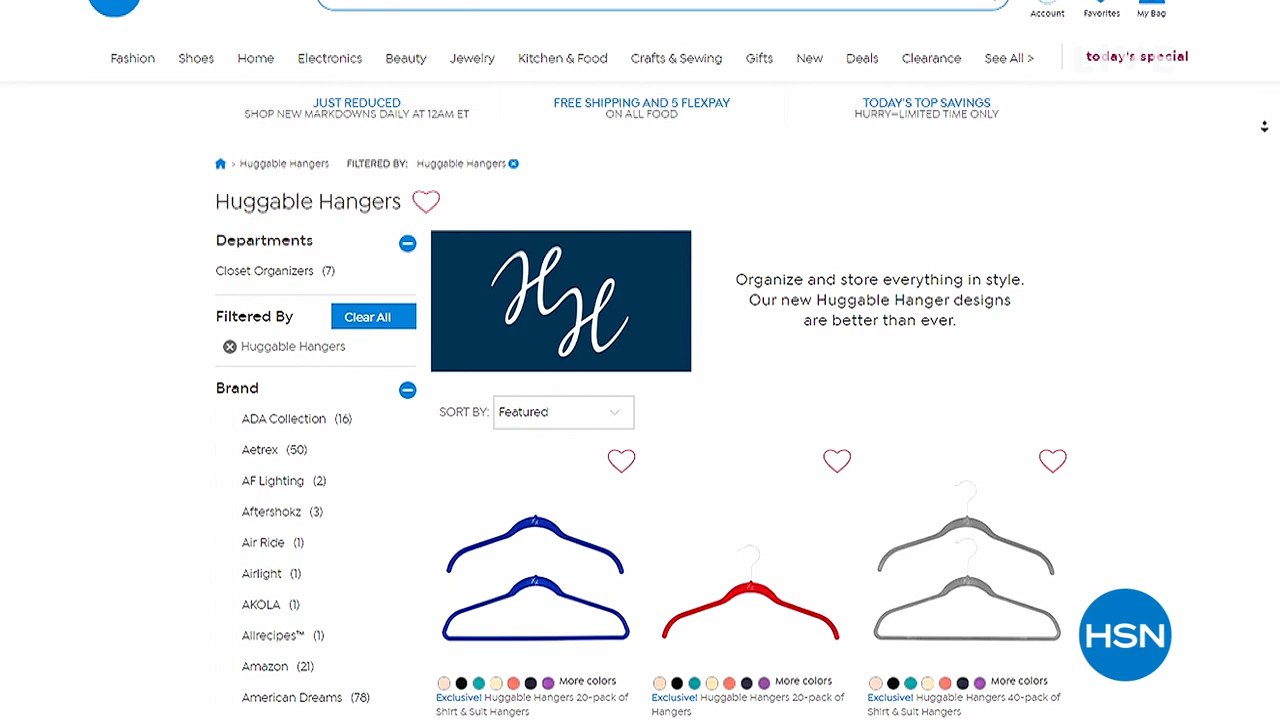 Account Favorites My Bag
Fashion Shoes Home Electronics Beauty Jewelry Kitchen & Food Crafts & Sewing Gifts New Deals Clearance See All > today's special
JUST REDUCED FREE SHIPPING AND 5 FLEXPAY TODAY'S TOP SAVINGS
SHOP NEW MARKDOWNS DAILY AT 12AM ET ON ALL FOOD HURRY—LIMITED TIME ONLY
> Huggable Hangers FILTERED BY: Huggable Hangers
Huggable Hangers
Departments
Closet Organizers (7)
Filtered By Clear All
Huggable Hangers
Brand
ADA Collection (16)
Aetrex (50)
AF Lighting (2)
Aftershokz (3)
Air Ride (1)
Airlight (1)
AKOLA (1)
Allrecipes™ (1)
Amazon (21)
American Dreams (78)
HH
Organize and store everything in style.
Our new Huggable Hanger designs
are better than ever.
SORT BY: Featured
More colors
Exclusive! Huggable Hangers 20-pack of
Shirt & Suit Hangers
More colors
Exclusive! Huggable Hangers 20-pack of
Hangers
More colors
Exclusive! Huggable Hangers 40-pack of
Shirt & Suit Hangers
HSN